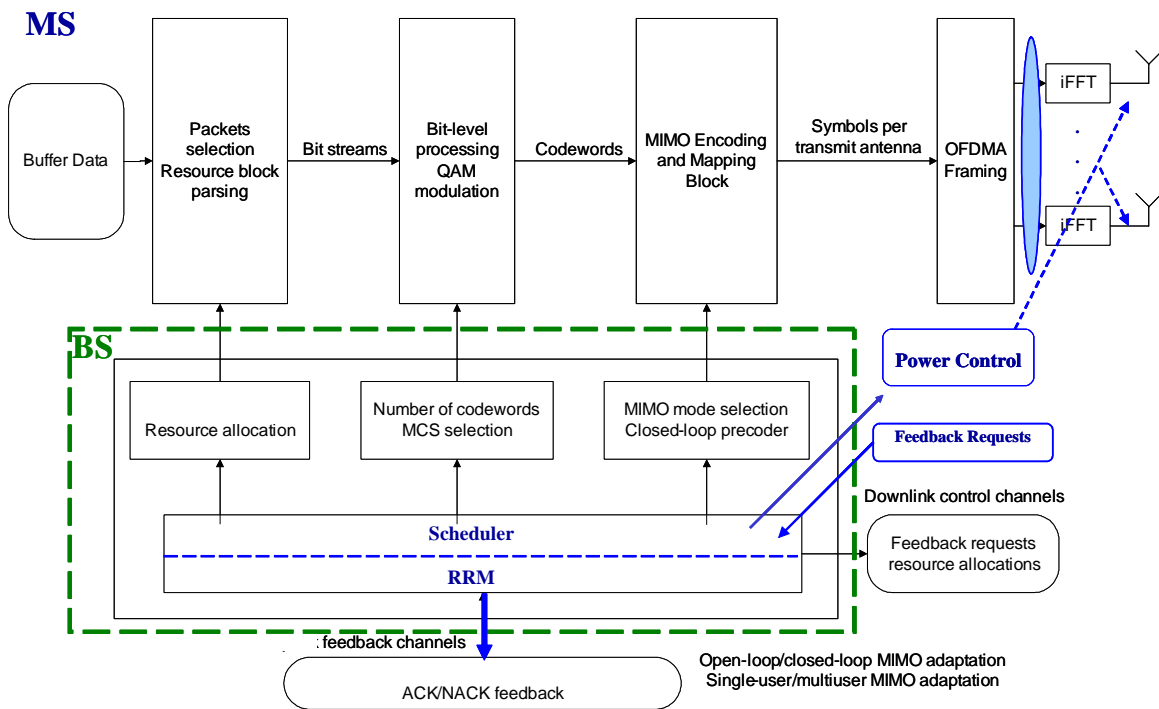 MS
Buffer Data
Packets
selection
Resource block
parsing
Bit streams
Bit-level
processing
QAM
modulation
Codewords
MIMO Encoding
and Mapping
Block
Symbols per
transmit antenna
OFDMA
Framing
iFFT
iFFT
BS
Resource allocation
Number of codewords
MCS selection
MIMO mode selection
Closed-loop precoder
Power Control
Feedback Requests
Scheduler
RRM
Downlink control channels
Feedback requests
resource allocations
feedback channels
ACK/NACK feedback
Open-loop/closed-loop MIMO adaptation
Single-user/multiuser MIMO adaptation